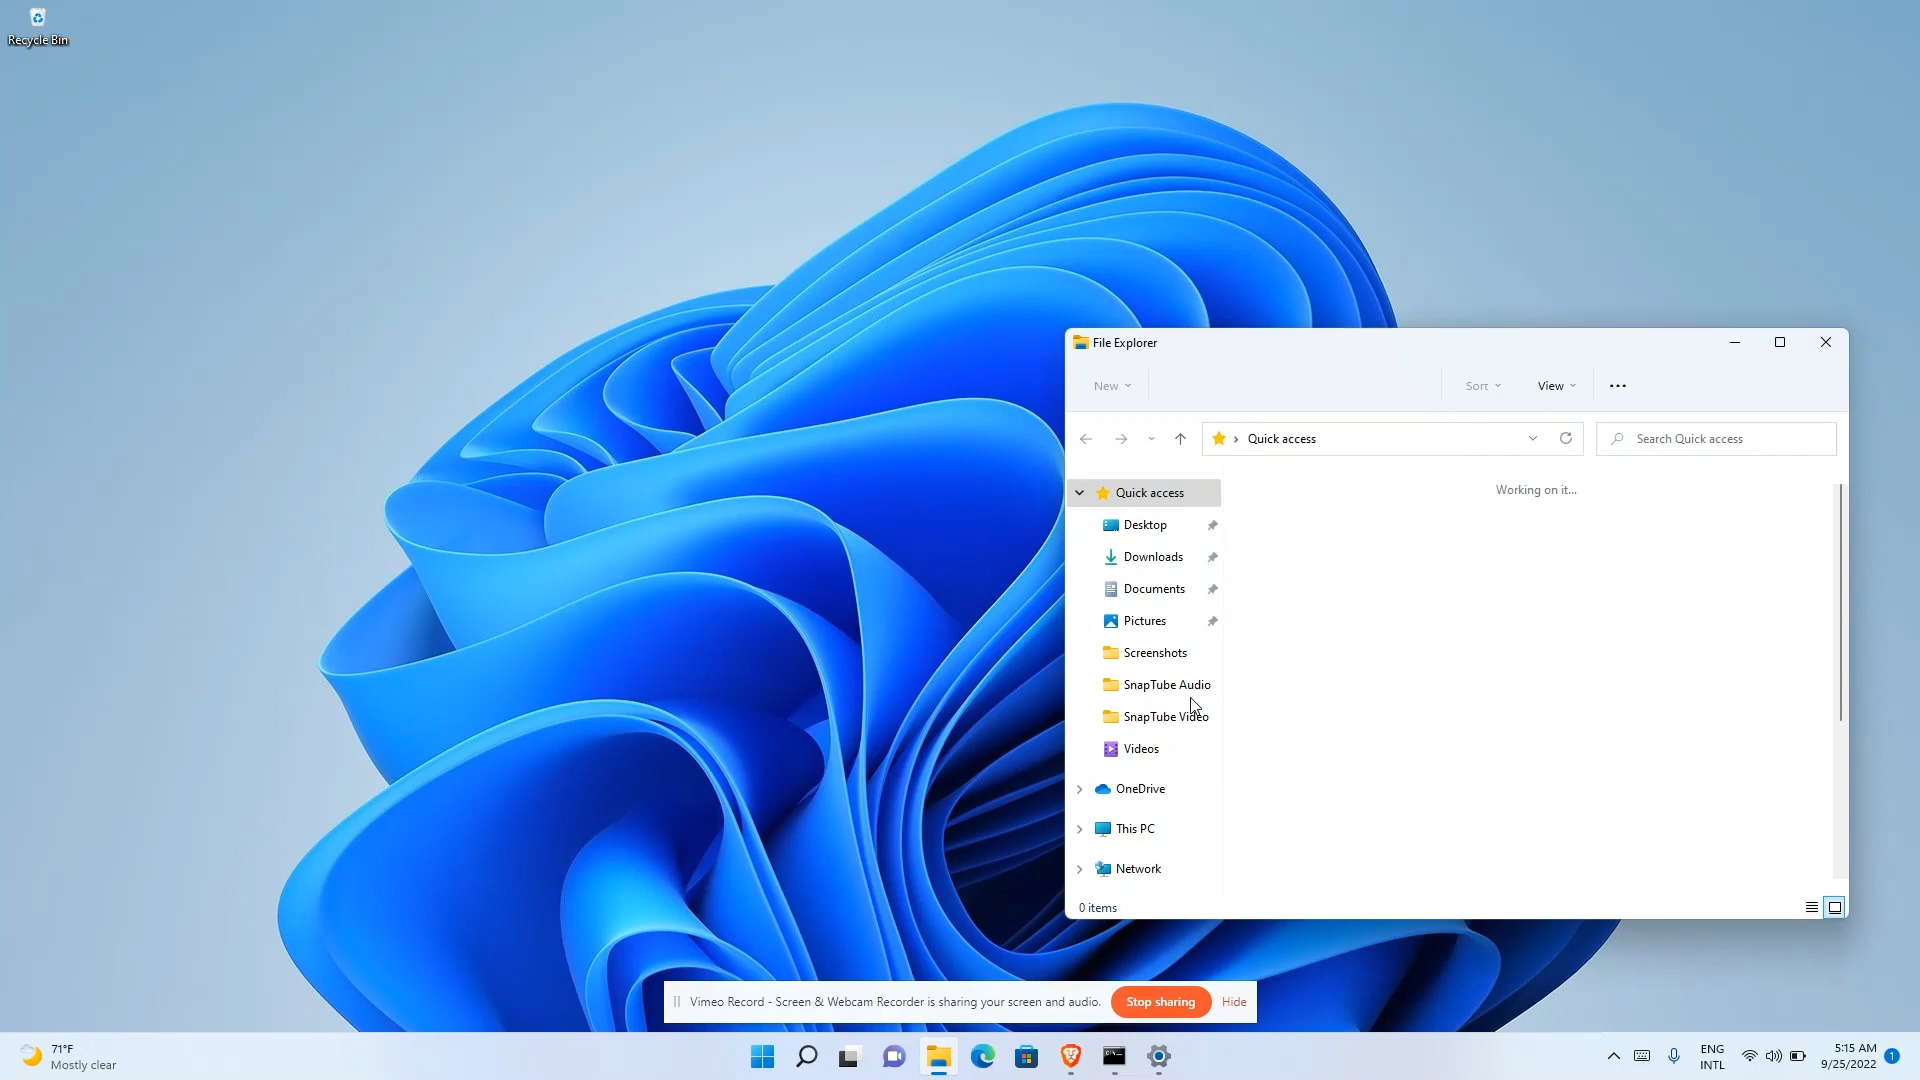 Recycle Bin
File Explorer
New
Sort
View
Quick access
Search Quick access
Quick access
Working on it...
Desktop
Downloads
Documents
Pictures
Screenshots
SnapTube Audio
SnapTube Video
Videos
OneDrive
This PC
Network
0 items
Vimeo Record - Screen & Webcam Recorder is sharing your screen and audio.
Stop sharing
Hide
71°F
Mostly clear
ENG
INTL
5:15 AM
9/25/2022
1